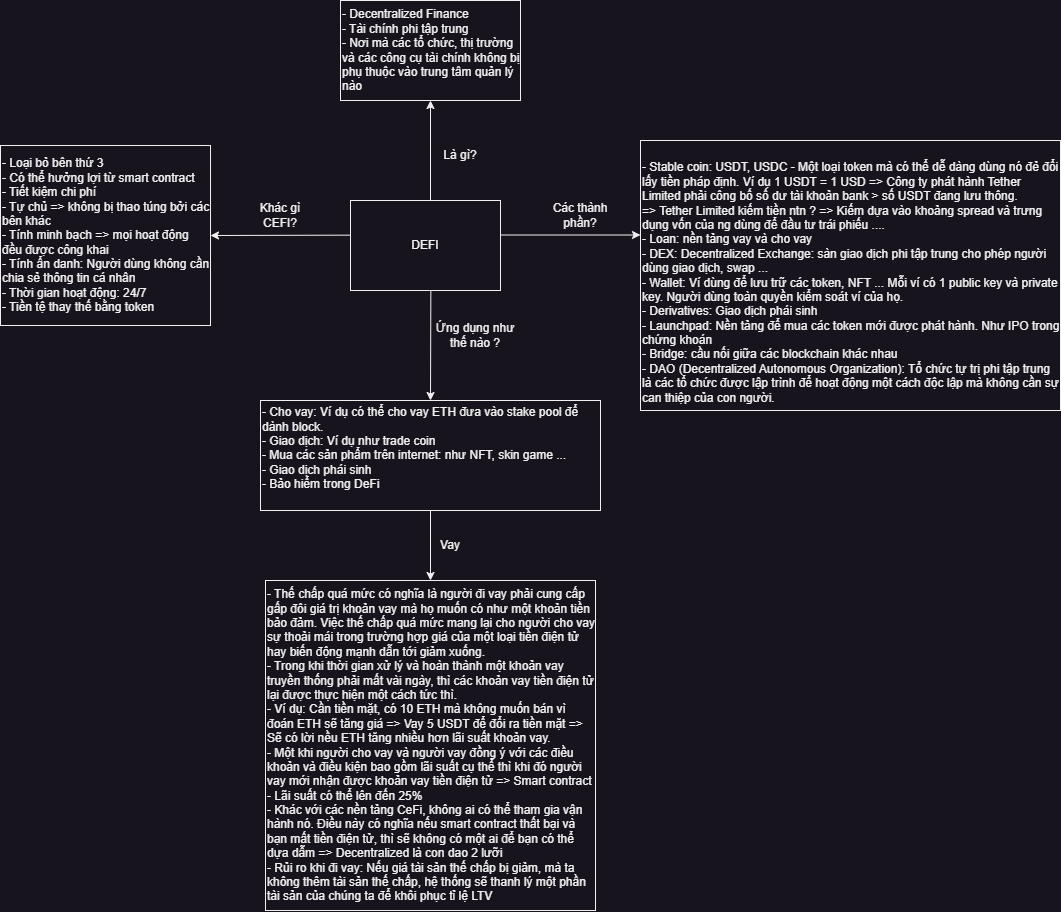 - Decentralized Finance
- Tài chính phi tập trung
- Nơi mà các tổ chức, thị trường
và các công cụ tài chính không bị
phụ thuộc vào trung tâm quản lý
nào
Là gì?
- Loại bỏ bên thứ 3
- Có thể hưởng lợi từ smart contract
- Tiết kiệm chi phí
- Tự chủ => không bị thao túng bởi các
bên khác
- Tính minh bạch => mọi hoạt động
đều được công khai
- Tính ẩn danh: Người dùng không cần
chia sẻ thông tin cá nhân
- Thời gian hoạt động: 24/7
- Tiền tệ thay thế bằng token
Khác gì
CEFI?
DEFI
Các thành
phần?
- Stable coin: USDT, USDC - Một loại token mà có thể dễ dàng dùng nó để đổi
lấy tiền pháp định. Ví dụ 1 USDT = 1 USD => Công ty phát hành Tether
Limited phải công bố số dư tài khoản bank > số USDT đang lưu thông.
=> Tether Limited kiếm tiền ntn ? => Kiếm dựa vào khoảng spread và trưng
dụng vốn của ng dùng để đầu tư trái phiếu ....
- Loan: nền tảng vay và cho vay
- DEX: Decentralized Exchange: sàn giao dịch phi tập trung cho phép người
dùng giao dịch, swap ...
- Wallet: Ví dùng để lưu trữ các token, NFT ... Mỗi ví có 1 public key và private
key. Người dùng toàn quyền kiểm soát ví của họ.
- Derivatives: Giao dịch phái sinh
- Launchpad: Nền tảng để mua các token mới được phát hành. Như IPO trong
chứng khoán
- Bridge: cầu nối giữa các blockchain khác nhau
- DAO (Decentralized Autonomous Organization): Tổ chức tự trị phi tập trung
là các tổ chức được lập trình để hoạt động một cách độc lập mà không cần sự
can thiệp của con người.
Ứng dụng như
thế nào ?
- Cho vay: Ví dụ có thể cho vay ETH đưa vào stake pool để
dành block.
- Giao dịch: Ví dụ như trade coin
- Mua các sản phẩm trên internet: như NFT, skin game ...
- Giao dịch phái sinh
- Bảo hiểm trong DeFi
Vay
- Thế chấp quá mức có nghĩa là người đi vay phải cung cấp
gấp đôi giá trị khoản vay mà họ muốn có như một khoản tiền
bảo đảm. Việc thế chấp quá mức mang lại cho người cho vay
sự thoải mái trong trường hợp giá của một loại tiền điện tử
hay biến động mạnh dẫn tới giảm xuống.
- Trong khi thời gian xử lý và hoàn thành một khoản vay
truyền thống phải mất vài ngày, thì các khoản vay tiền điện tử
lại được thực hiện một cách tức thì.
- Ví dụ: Cần tiền mặt, có 10 ETH mà không muốn bán vì
đoán ETH sẽ tăng giá => Vay 5 USDT để đổi ra tiền mặt =>
Sẽ có lời nếu ETH tăng nhiều hơn lãi suất khoản vay.
- Một khi người cho vay và người vay đồng ý với các điều
khoản và điều kiện bao gồm lãi suất cụ thể thì khi đó người
vay mới nhận được khoản vay tiền điện tử => Smart contract
- Lãi suất có thể lên đến 25%
- Khác với các nền tảng CeFi, không ai có thể tham gia vận
hành nó. Điều này có nghĩa nếu smart contract thất bại và
bạn mất tiền điện tử, thì sẽ không có một ai để bạn có thể
dựa dẫm => Decentralized là con dao 2 lưỡi
- Rủi ro khi đi vay: Nếu giá tài sản thế chấp bị giảm, mà ta
không thêm tài sản thế chấp, hệ thống sẽ thanh lý một phần
tài sản của chúng ta để khôi phục tỉ lệ LTV